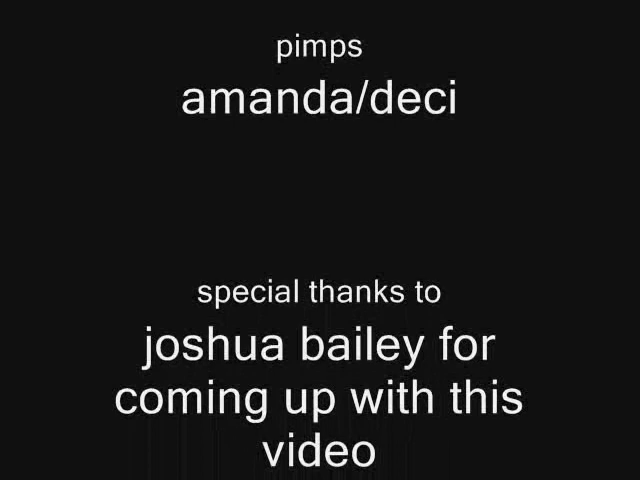 pimps
amanda/deci
special thanks to
joshua bailey for
coming up with this
video